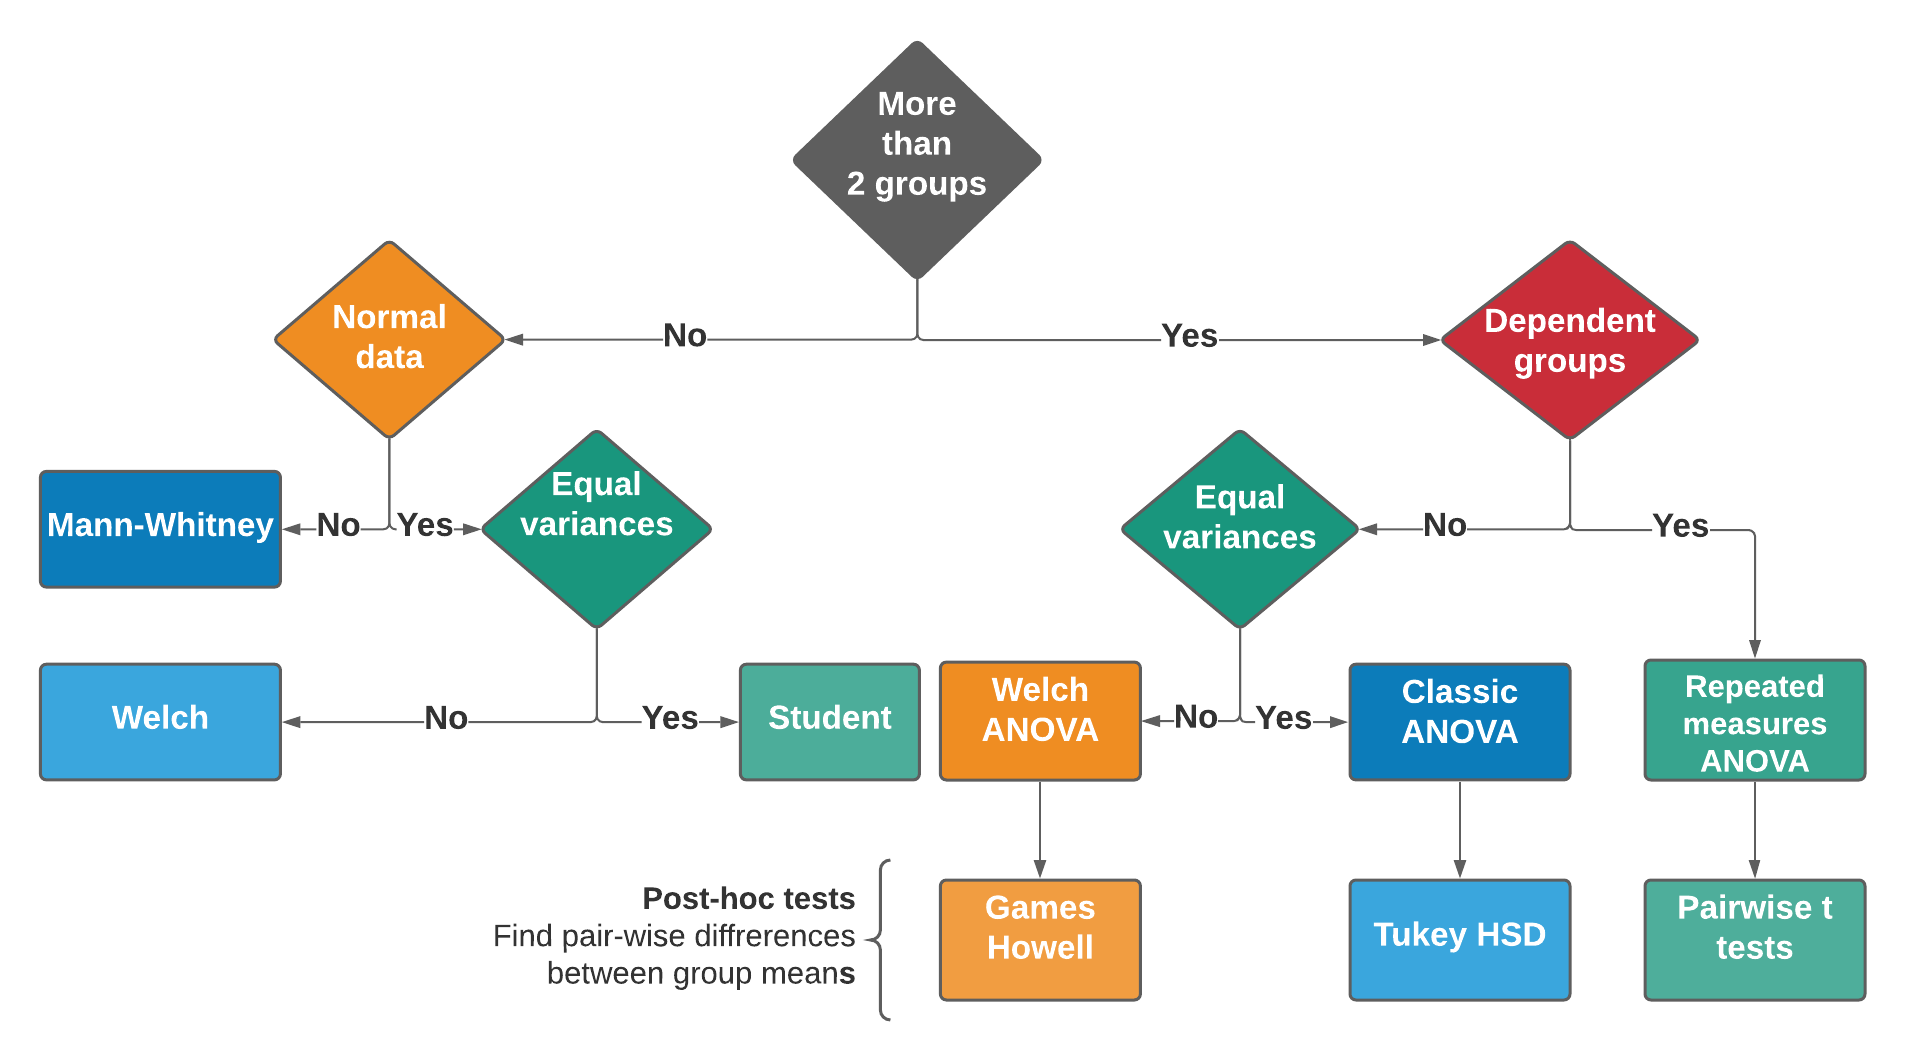 More
than
2 groups
Normal
data
No
Yes
Dependent
groups
Mann-Whitney
No
Yes
Equal
variances
Equal
variances
No
Yes
Welch
No
Yes
Student
Welch
ANOVA
No
Yes
Classic
ANOVA
Repeated
measures
ANOVA
Post-hoc tests
Find pair-wise diffrerences
between group means
Games
Howell
Tukey HSD
Pairwise t
tests